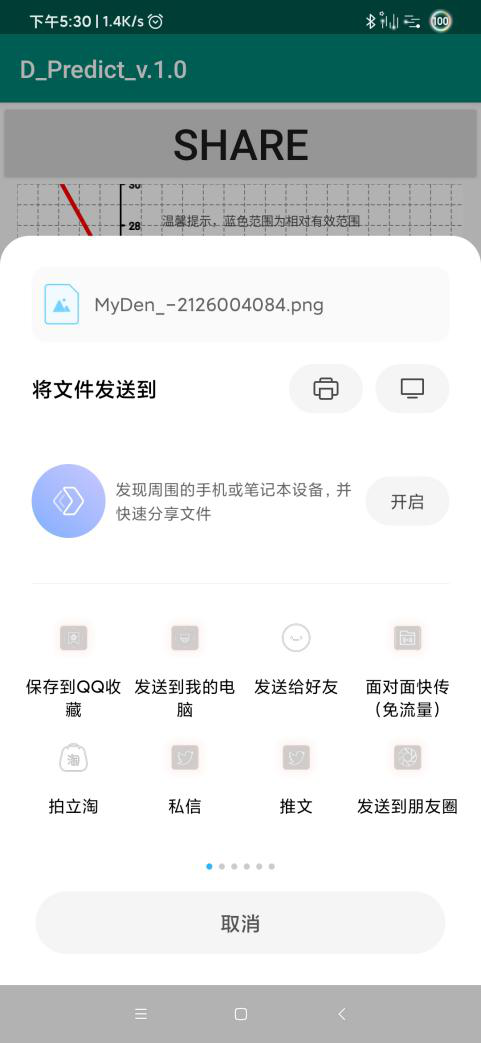 下午5:30 | 1.4K/s
100
D_Predict_v.1.0
SHARE
30
温馨提示，蓝色范围为相对有效范围
28
MyDen_-2126004084.png
将文件发送到
发现周围的手机或笔记本设备，并
快速分享文件
开启
保存到QQ收
藏
发送到我的电
脑
发送给好友
面对面快传
（免流量）
淘
拍立淘
私信
推文
发送到朋友圈
取消